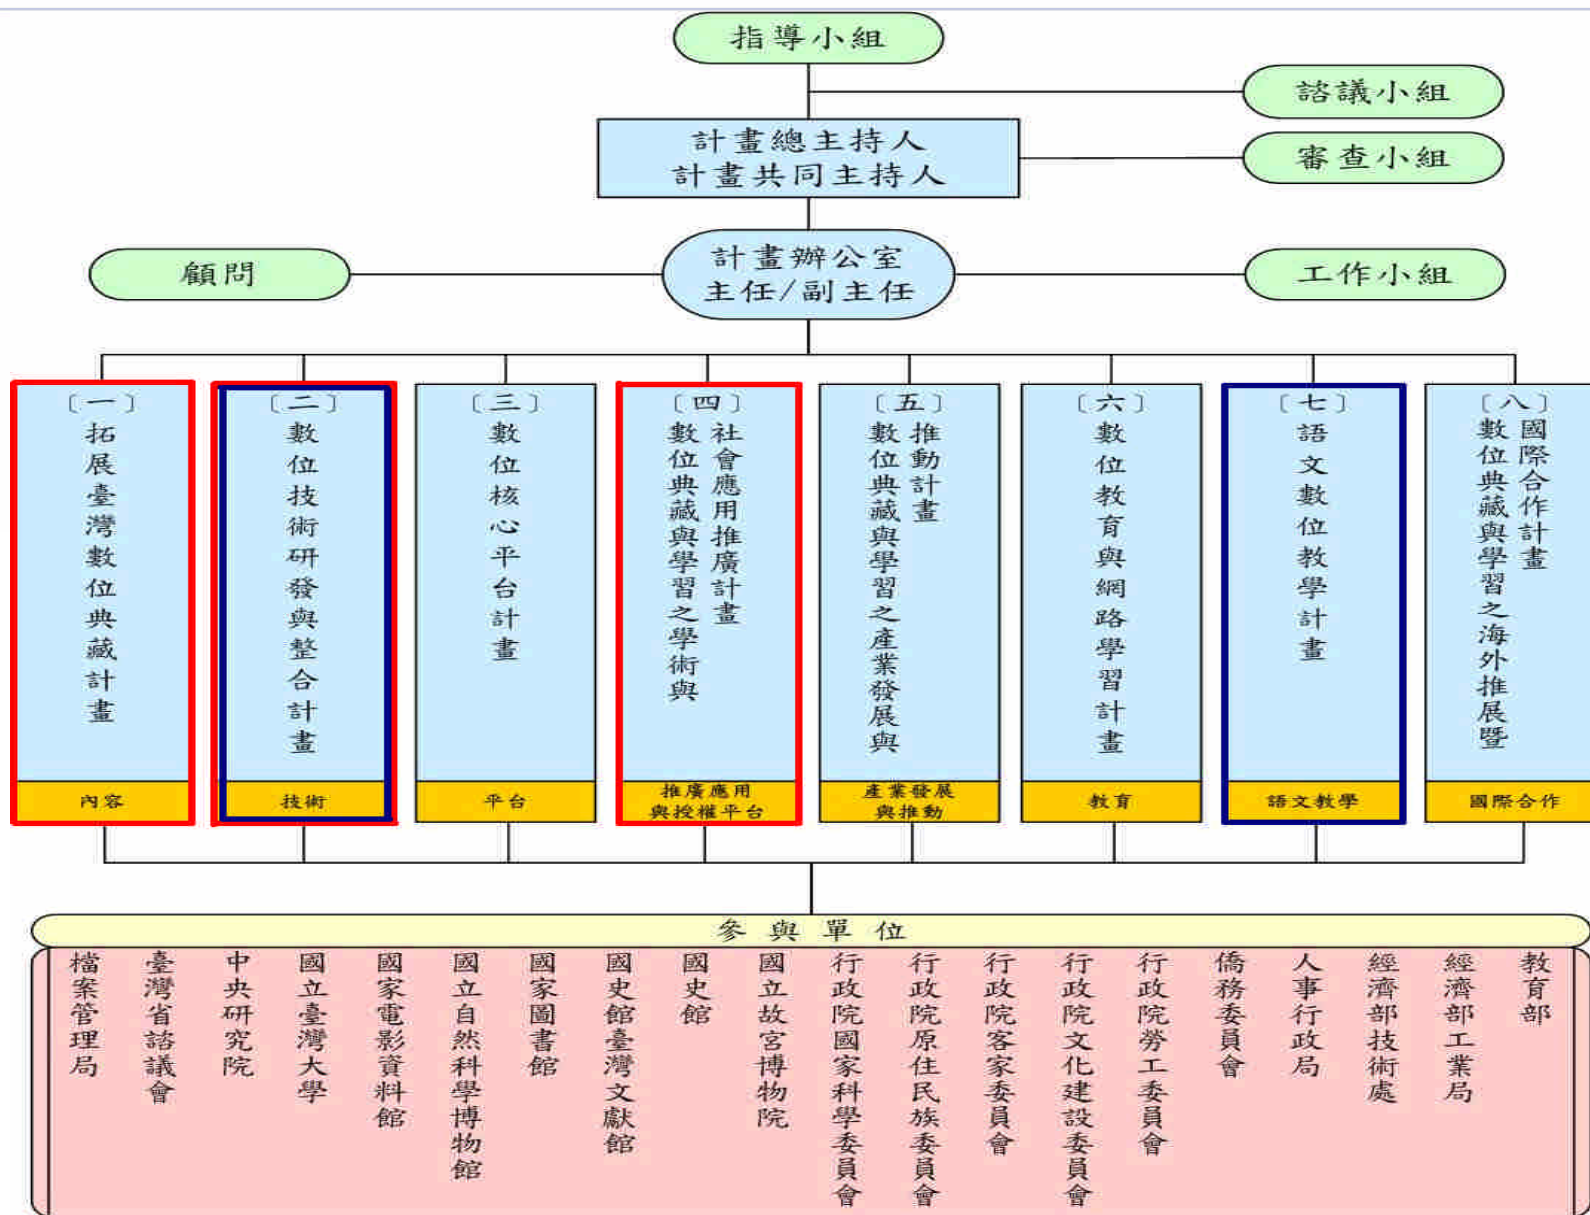 指導小組
諮議小組
計畫總主持人
計畫共同主持人
審查小組
顧問
計畫辦公室
主任/副主任
工作小組
〔一〕
拓展臺灣數位典藏計畫
內容
〔二〕
數位技術研發與整合計畫
技術
〔三〕
數位核心平台計畫
平台
〔四〕
數位典藏與學習之學術與
社會應用推廣計畫
推廣應用
與授權平台
〔五〕
數位典藏與學習之產業發展與
推動計畫
產業發展
與推動
〔六〕
數位教育與網路學習計畫
教育
〔七〕
語文數位教學計畫
語文教學
〔八〕
數位典藏與學習之海外推展暨
國際合作計畫
國際合作
參與單位
檔案管理局
臺灣省諮議會
中央研究院
國立臺灣大學
國家電影資料館
國立自然科學博物館
國家圖書館
國史館臺灣文獻館
國史館
國立故宮博物院
行政院國家科學委員會
行政院原住民族委員會
行政院客家委員會
行政院文化建設委員會
行政院勞工委員會
僑務委員會
人事行政局
經濟部技術處
經濟部工業局
教育部